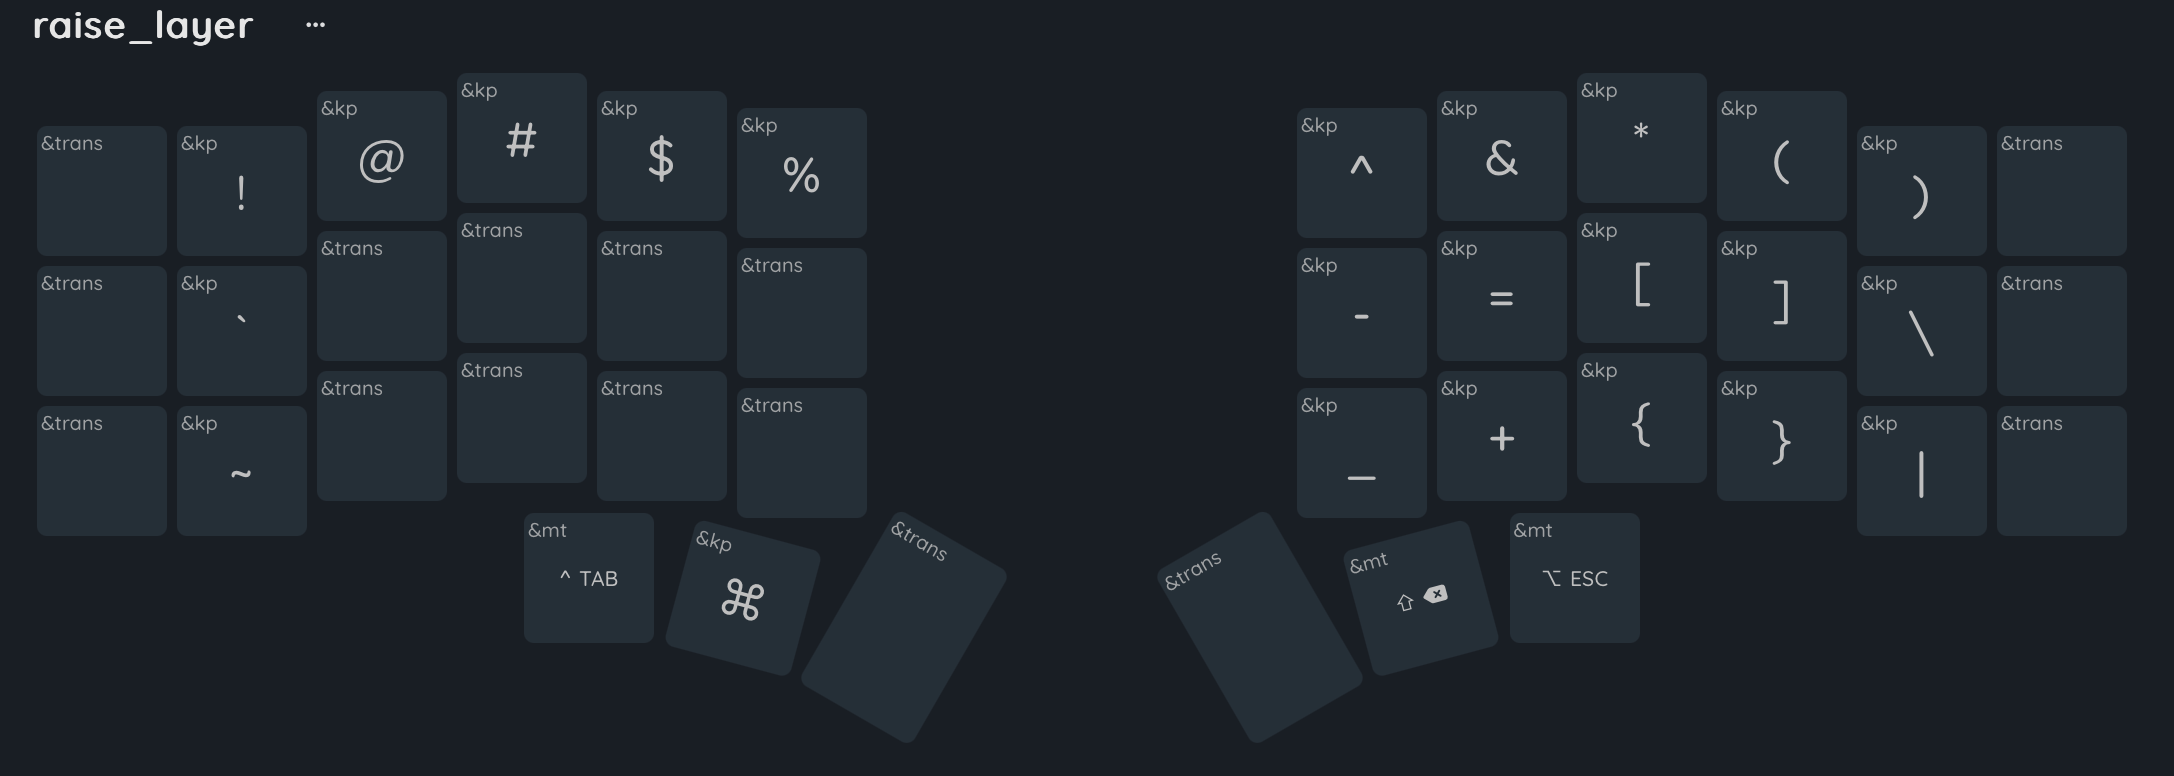 raise_layer ...
&trans &kp &kp &kp &kp &kp &kp &kp &kp &kp &kp &trans
! @ # $ % ^ & * ( )
&trans &kp &trans &trans &trans &trans &kp &kp &kp &kp &kp &trans
` - = [ ] \
&trans &kp &trans &trans &trans &trans &kp &kp &kp &kp &kp &trans
~ _ + { } |
&mt &kp &trans &trans &mt &mt
^ TAB ⌘ ⇧ ⌫ ⌥ ESC